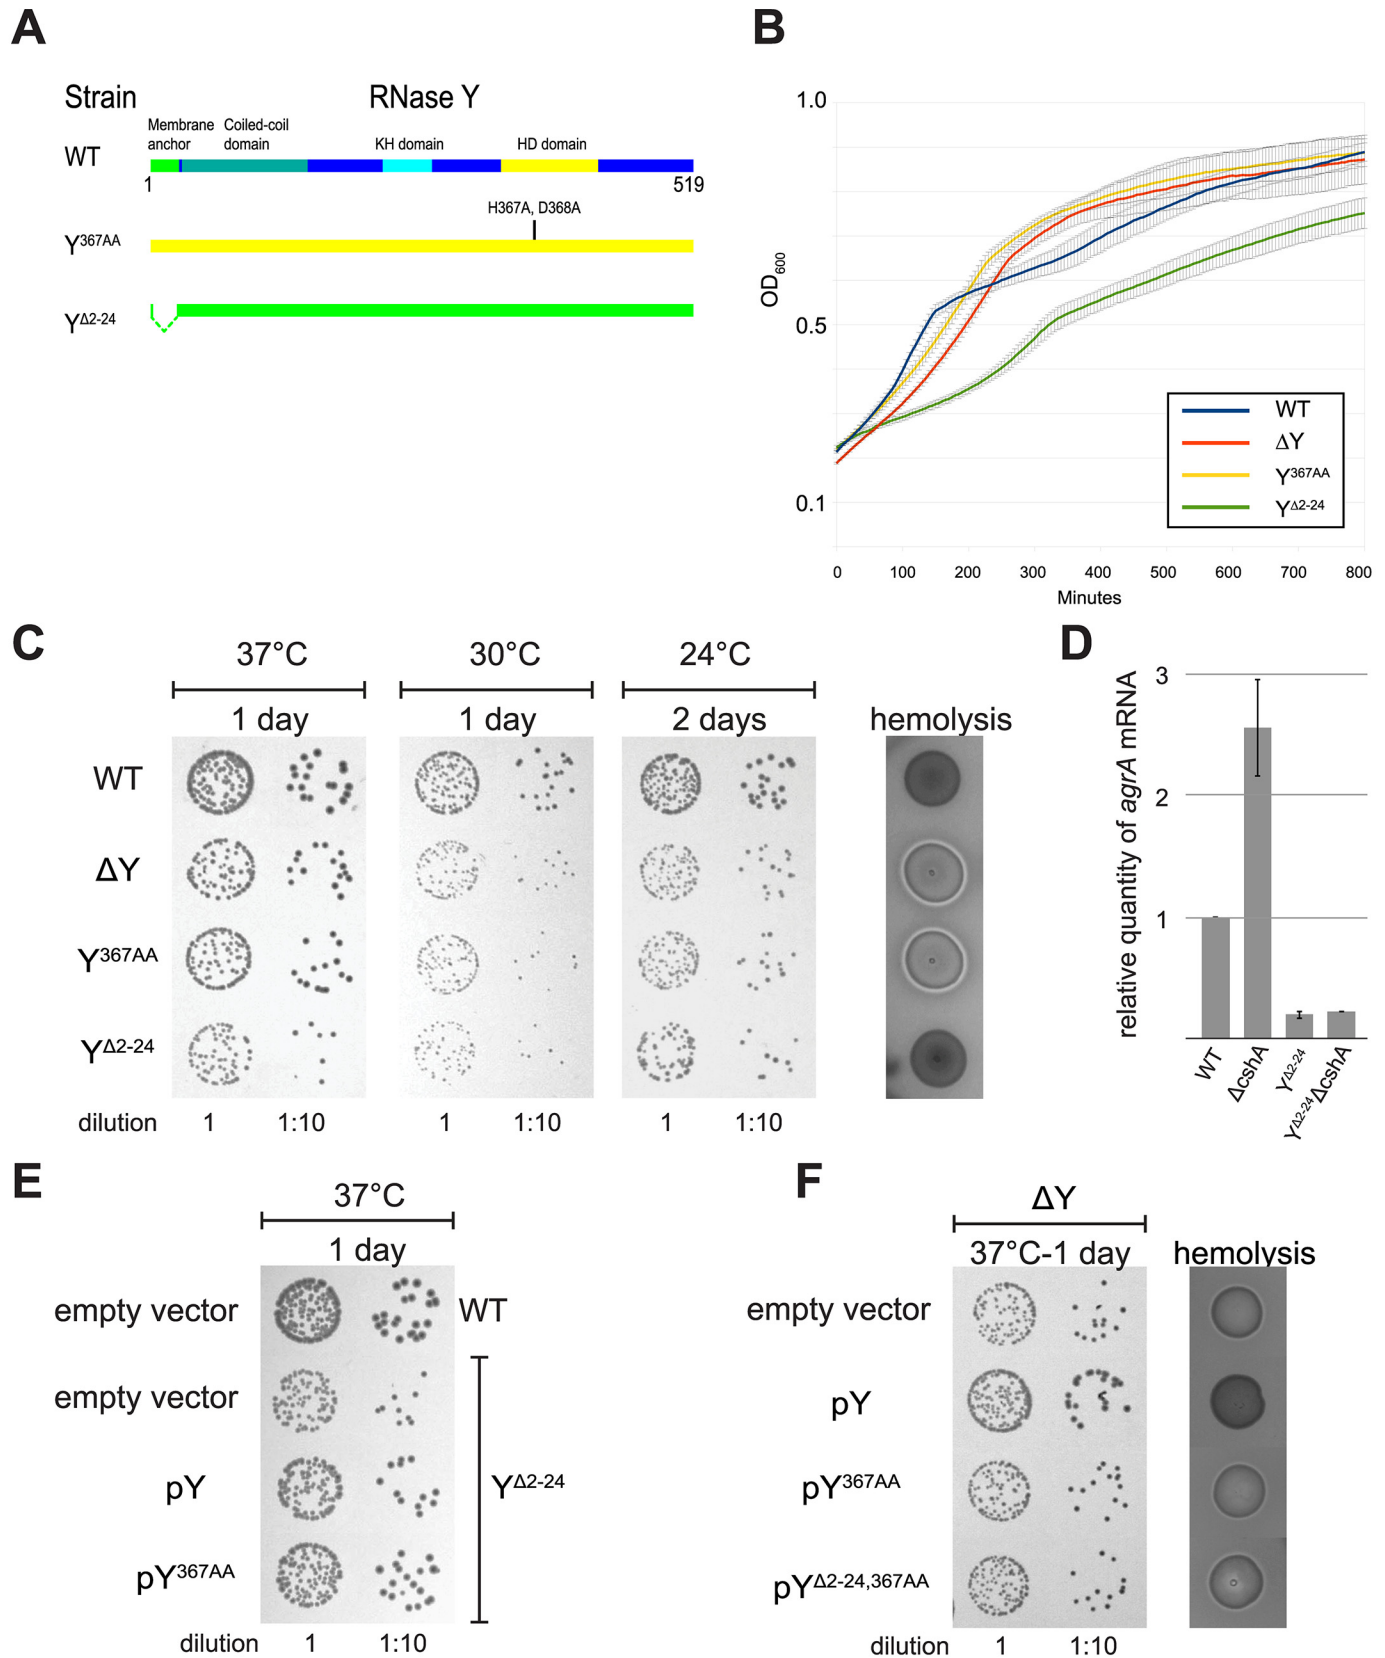 A
Strain RNase Y
Membrane anchor
Coiled-coil domain
KH domain
HD domain
WT
1 519
H367A, D368A
Y367AA
YΔ2-24
B
1.0
0.5
0.1
OD600
0 100 200 300 400 500 600 700 800
Minutes
WT
ΔY
Y367AA
YΔ2-24
C
37°C 30°C 24°C
1 day 1 day 2 days hemolysis
WT
ΔY
Y367AA
YΔ2-24
dilution 1 1:10 1 1:10 1 1:10
D
relative quantity of agrA mRNA
3
2
1
WT
ΔcshA
YΔ2-24
YΔ2-24ΔcshA
E
37°C
1 day
empty vector WT
empty vector
pY YΔ2-24
pY367AA
dilution 1 1:10
F
ΔY
37°C-1 day hemolysis
empty vector
pY
pY367AA
pYΔ2-24,367AA
dilution 1 1:10